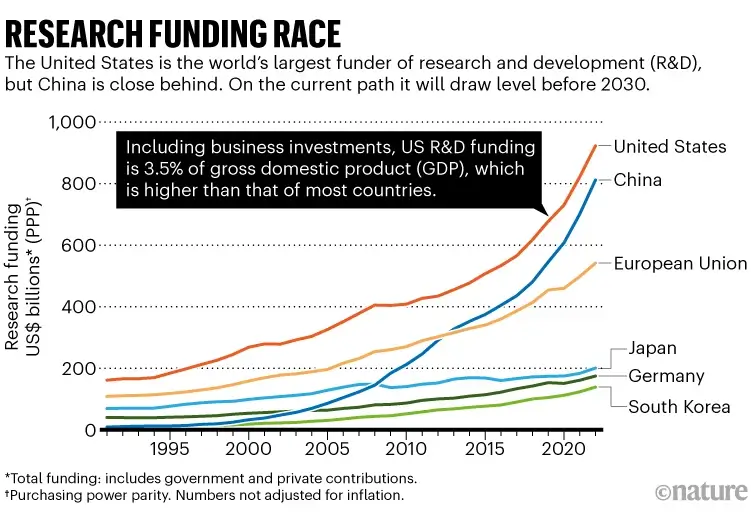 RESEARCH FUNDING RACE
The United States is the world’s largest funder of research and development (R&D),
but China is close behind. On the current path it will draw level before 2030.
1,000
Including business investments, US R&D funding
is 3.5% of gross domestic product (GDP), which
is higher than that of most countries.
United States
China
800
600
European Union
400
Japan
200
Germany
South Korea
0
Research funding
US$ billions* (PPP)†
1995 2000 2005 2010 2015 2020
*Total funding: includes government and private contributions.
†Purchasing power parity. Numbers not adjusted for inflation.
©nature